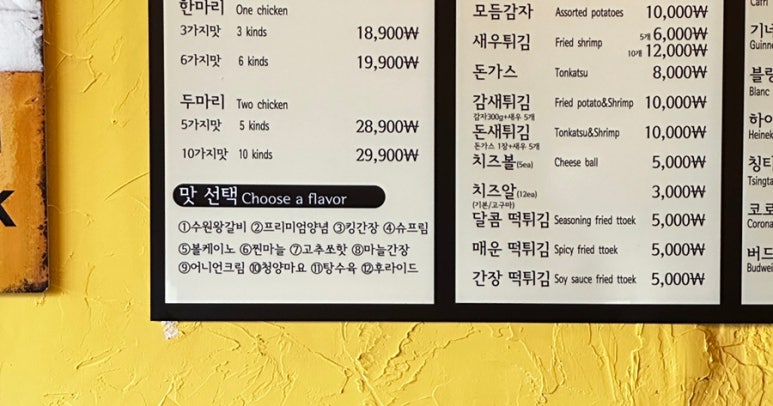 한마리 One chicken
3가지맛 3 kinds 18,900₩
6가지맛 6 kinds 19,900₩
두마리 Two chicken
5가지맛 5 kinds 28,900₩
10가지맛 10 kinds 29,900₩
맛 선택 Choose a flavor
①수원왕갈비 ②프리미엄양념 ③킹간장 ④슈프림
⑤볼케이노 ⑥찐마늘 ⑦고추쏘핫 ⑧마늘간장
⑨어니언크림 ⑩청양마요 ⑪탕수육 ⑫후라이드
모듬감자 Assorted potatoes 10,000₩
새우튀김 Fried shrimp 5개 6,000₩
10개 12,000₩
돈가스 Tonkatsu 8,000₩
감새튀김 Fried potato&Shrimp 10,000₩
감자300g+새우 5개
돈새튀김 Tonkatsu&Shrimp 10,000₩
돈가스 1장+새우 5개
치즈볼(5ea) Cheese ball 5,000₩
치즈알(12ea) 3,000₩
(기본/고구마)
달콤 떡튀김 Seasoning fried ttoek 5,000₩
매운 떡튀김 Spicy fried ttoek 5,000₩
간장 떡튀김 Soy sauce fried ttoek 5,000₩
기네
Guinne
블랑
Blanc
하이
Heinek
칭타
Tsingta
코로
Corona
버드
Budwei